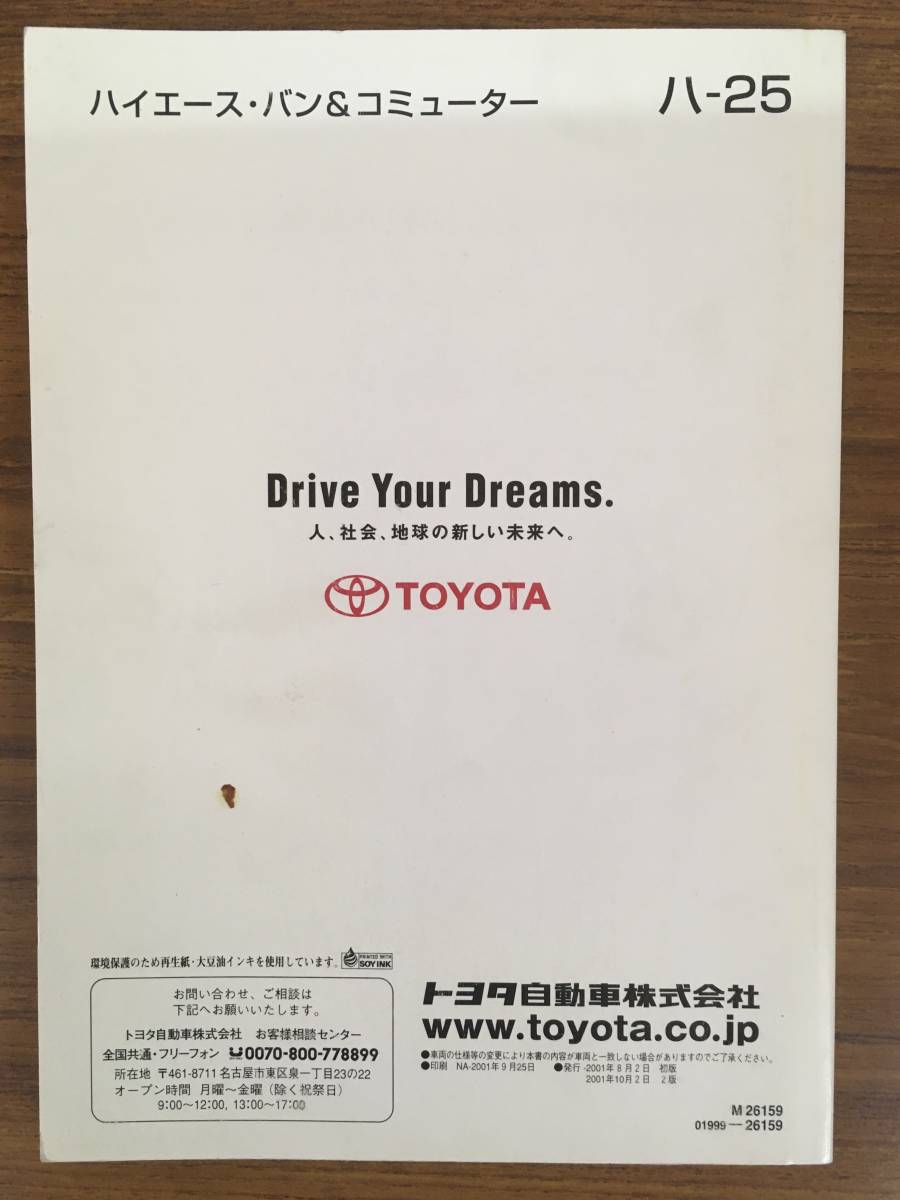 ハイエース・バン&コミューター ハ-25
Drive Your Dreams.
人、社会、地球の新しい未来へ。
TOYOTA
環境保護のため再生紙・大豆油インキを使用しています。 PRINTED WITH SOY INK
お問い合わせ、ご相談は
下記へお願いいたします
トヨタ自動車株式会社 お客様相談センター
全国共通・フリーフォン 0070-800-778899
所在地 〒461-8711 名古屋市東区泉一丁目23の22
オープン時間 月曜〜金曜(除く祝祭日)
9:00〜12:00, 13:00〜17:00
トヨタ自動車株式会社
www.toyota.co.jp
●車両の仕様等の変更により本書の内容が車両と一致しない場合がありますのでご了承ください。
●印刷 NA-2001年9月25日 ●発行-2001年8月2日 初版
2001年10月2日 2版
M 26159
01999―26159